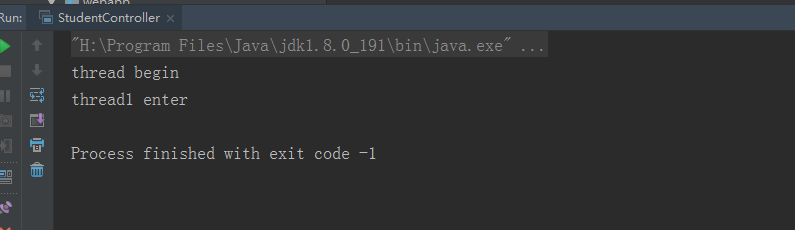 webapp
Run: StudentController ×
"H:\Program Files\Java\jdk1.8.0_191\bin\java.exe" ...
thread begin
thread1 enter
Process finished with exit code -1